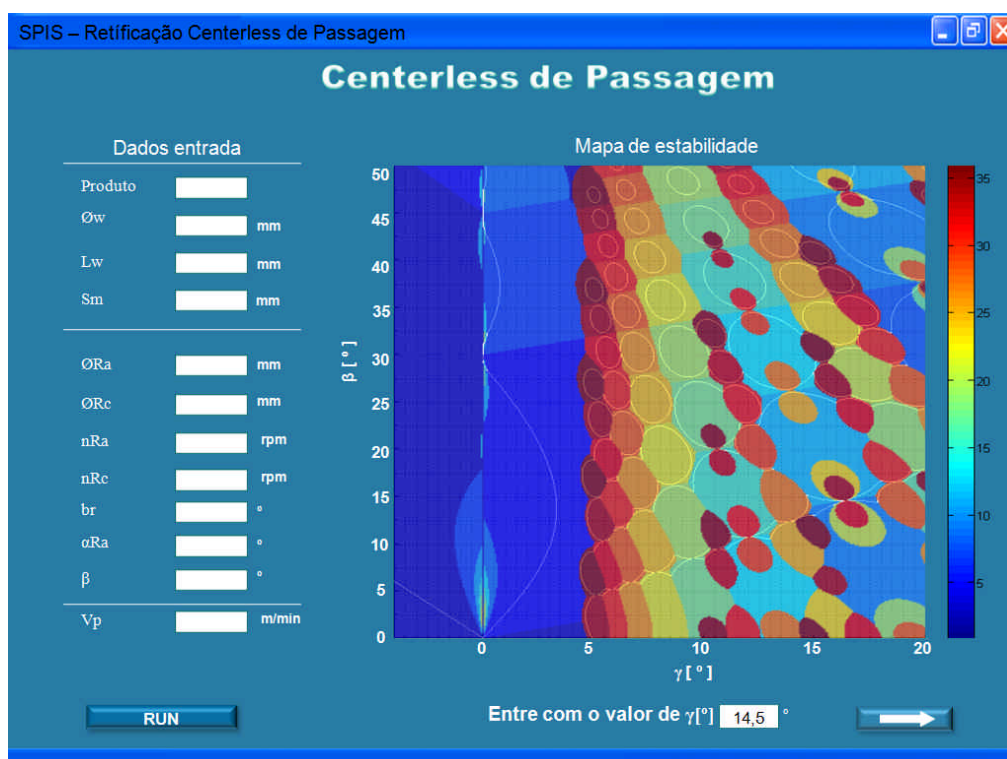 SPIS – Retíficação Centerless de Passagem
Centerless de Passagem
Dados entrada
Produto
Øw mm
Lw mm
Sm mm
ØRa mm
ØRc mm
nRa rpm
nRc rpm
br º
αRa º
β º
Vp m/min
RUN
Mapa de estabilidade
50
45
40
35
30
25
20
15
10
5
0
β [ º ]
0 5 10 15 20
γ [ º ]
35
30
25
20
15
10
5
Entre com o valor de γ[º] 14,5 º